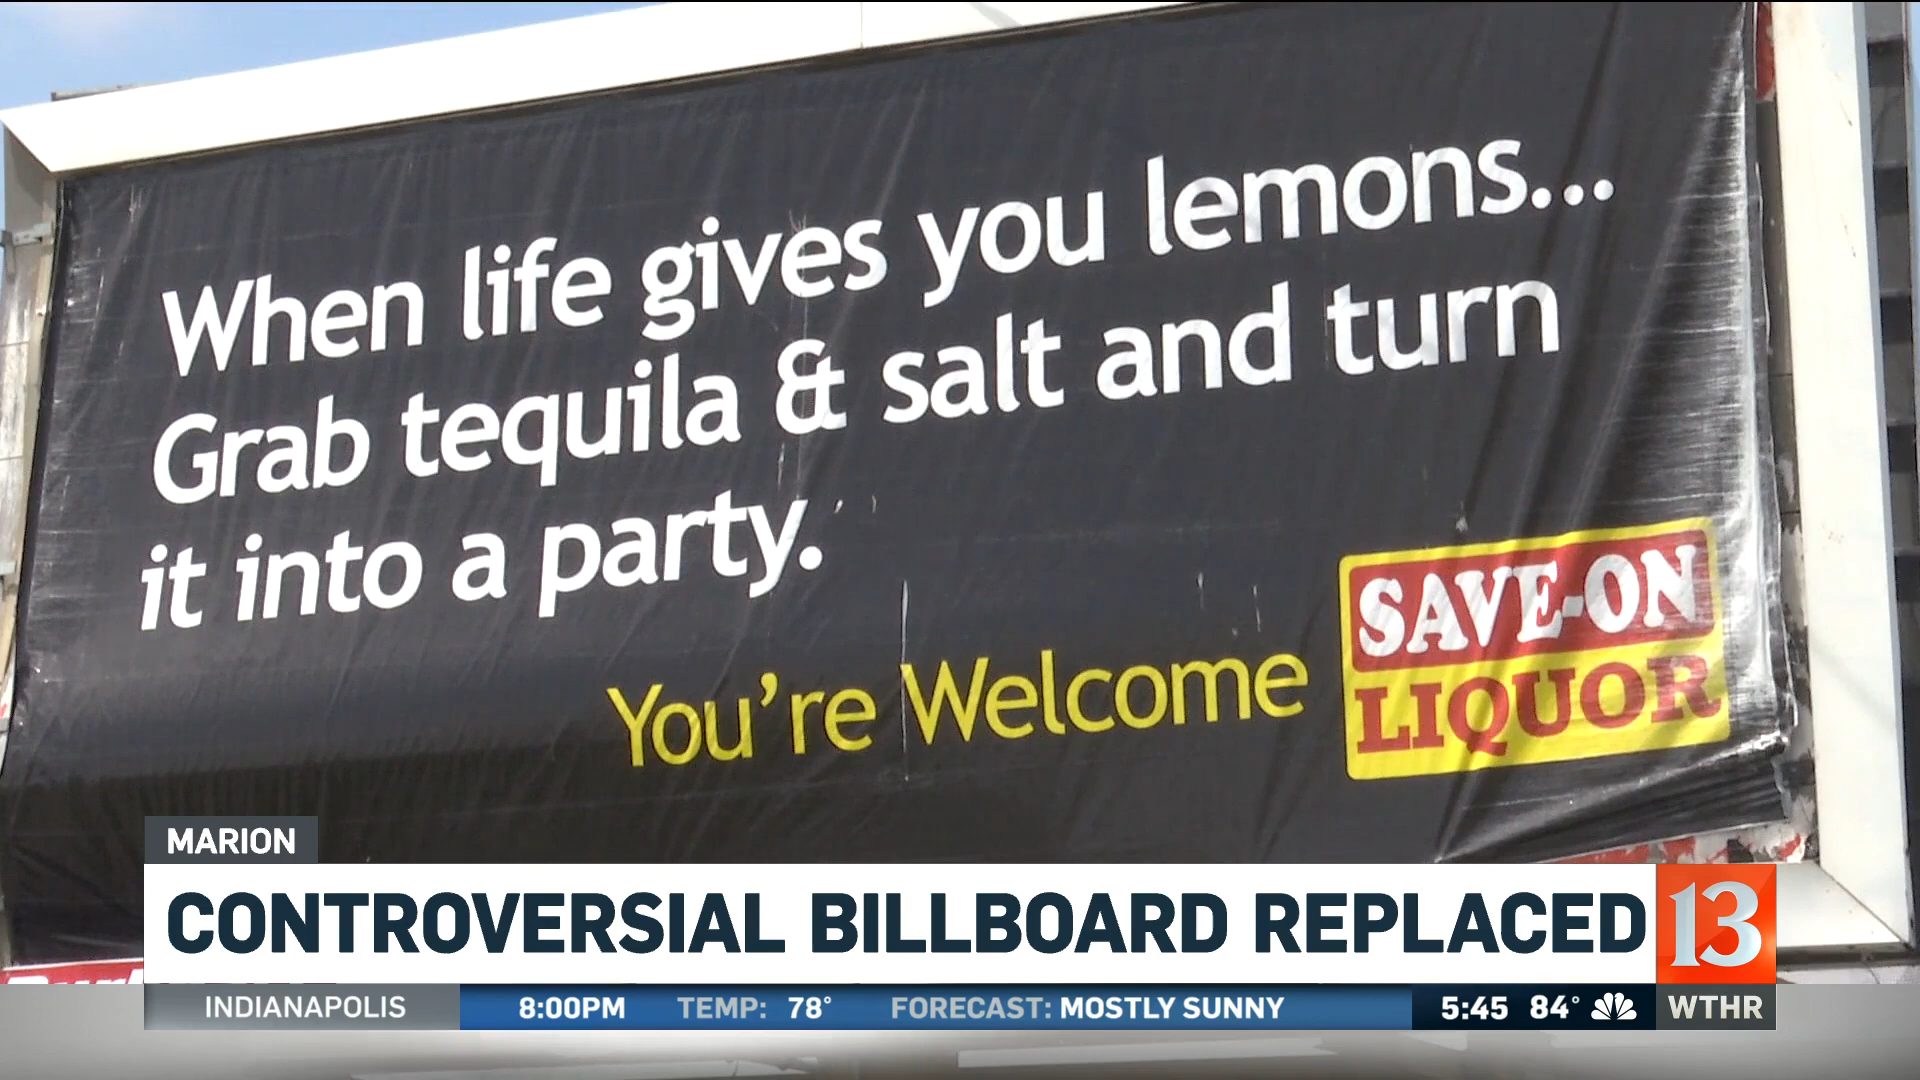 When life gives you lemons...
Grab tequila & salt and turn
it into a party.
You're Welcome
SAVE-ON
LIQUOR
MARION
CONTROVERSIAL BILLBOARD REPLACED
13
INDIANAPOLIS 8:00PM TEMP: 78° FORECAST: MOSTLY SUNNY 5:45 84° WTHR